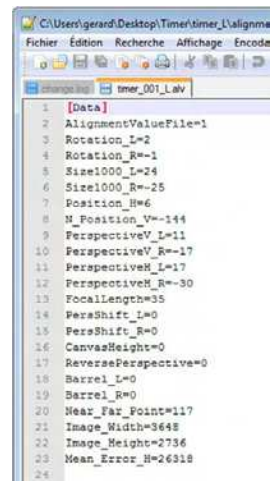 C:\Users\gerard\Desktop\Timer\timer_L\alignme
Fichier Édition Recherche Affichage Encoda
change.log timer_001_L.alv
1 [Data]
2 AlignmentValueFile=1
3 Rotation_L=2
4 Rotation_R=-1
5 Size1000_L=24
6 Size1000_R=-25
7 Position_H=6
8 N_Position_V=-144
9 PerspectiveV_L=11
10 PerspectiveV_R=-17
11 PerspectiveH_L=17
12 PerspectiveH_R=-30
13 FocalLength=35
14 PersShift_L=0
15 PersShift_R=0
16 CanvasHeight=0
17 ReversePerspective=0
18 Barrel_L=0
19 Barrel_R=0
20 Near_Far_Point=117
21 Image_Width=3648
22 Image_Height=2736
23 Mean_Error_H=26318
24